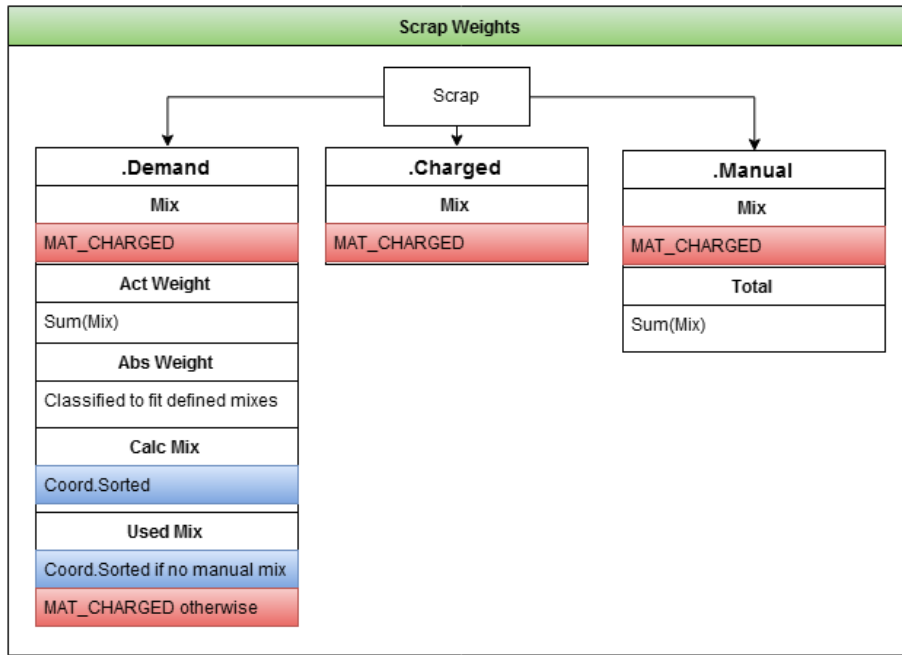 Scrap Weights
Scrap
.Demand
Mix
MAT_CHARGED
Act Weight
Sum(Mix)
Abs Weight
Classified to fit defined mixes
Calc Mix
Coord.Sorted
Used Mix
Coord.Sorted if no manual mix
MAT_CHARGED otherwise
.Charged
Mix
MAT_CHARGED
.Manual
Mix
MAT_CHARGED
Total
Sum(Mix)